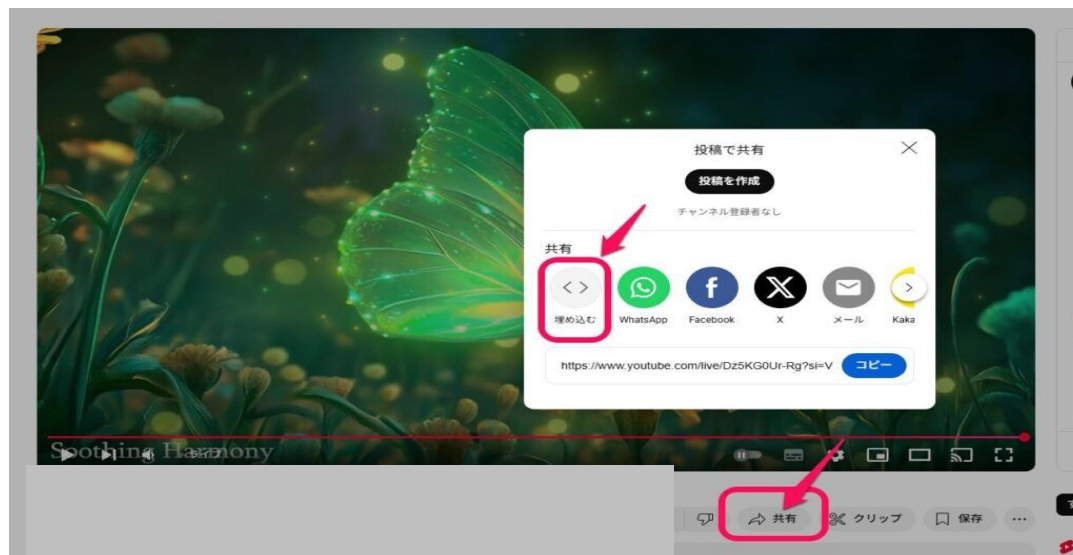 投稿で共有
投稿を作成
チャンネル登録者なし
共有
埋め込む WhatsApp Facebook X メール Kaka
https://www.youtube.com/live/Dz5KG0Ur-Rg?si=V コピー
Soothing Harmony
共有 クリップ 保存